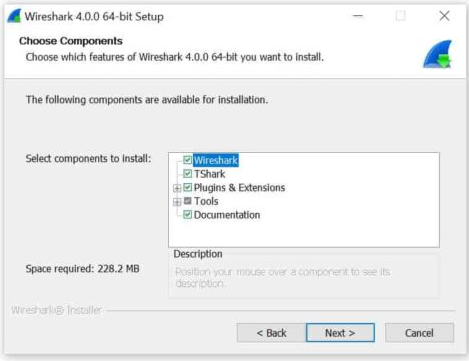 Wireshark 4.0.0 64-bit Setup
Choose Components
Choose which features of Wireshark 4.0.0 64-bit you want to install.
The following components are available for installation.
Select components to install:
Wireshark
TShark
Plugins & Extensions
Tools
Documentation
Space required: 228.2 MB
Description
Position your mouse over a component to see its
description.
Wireshark® Installer
< Back
Next >
Cancel